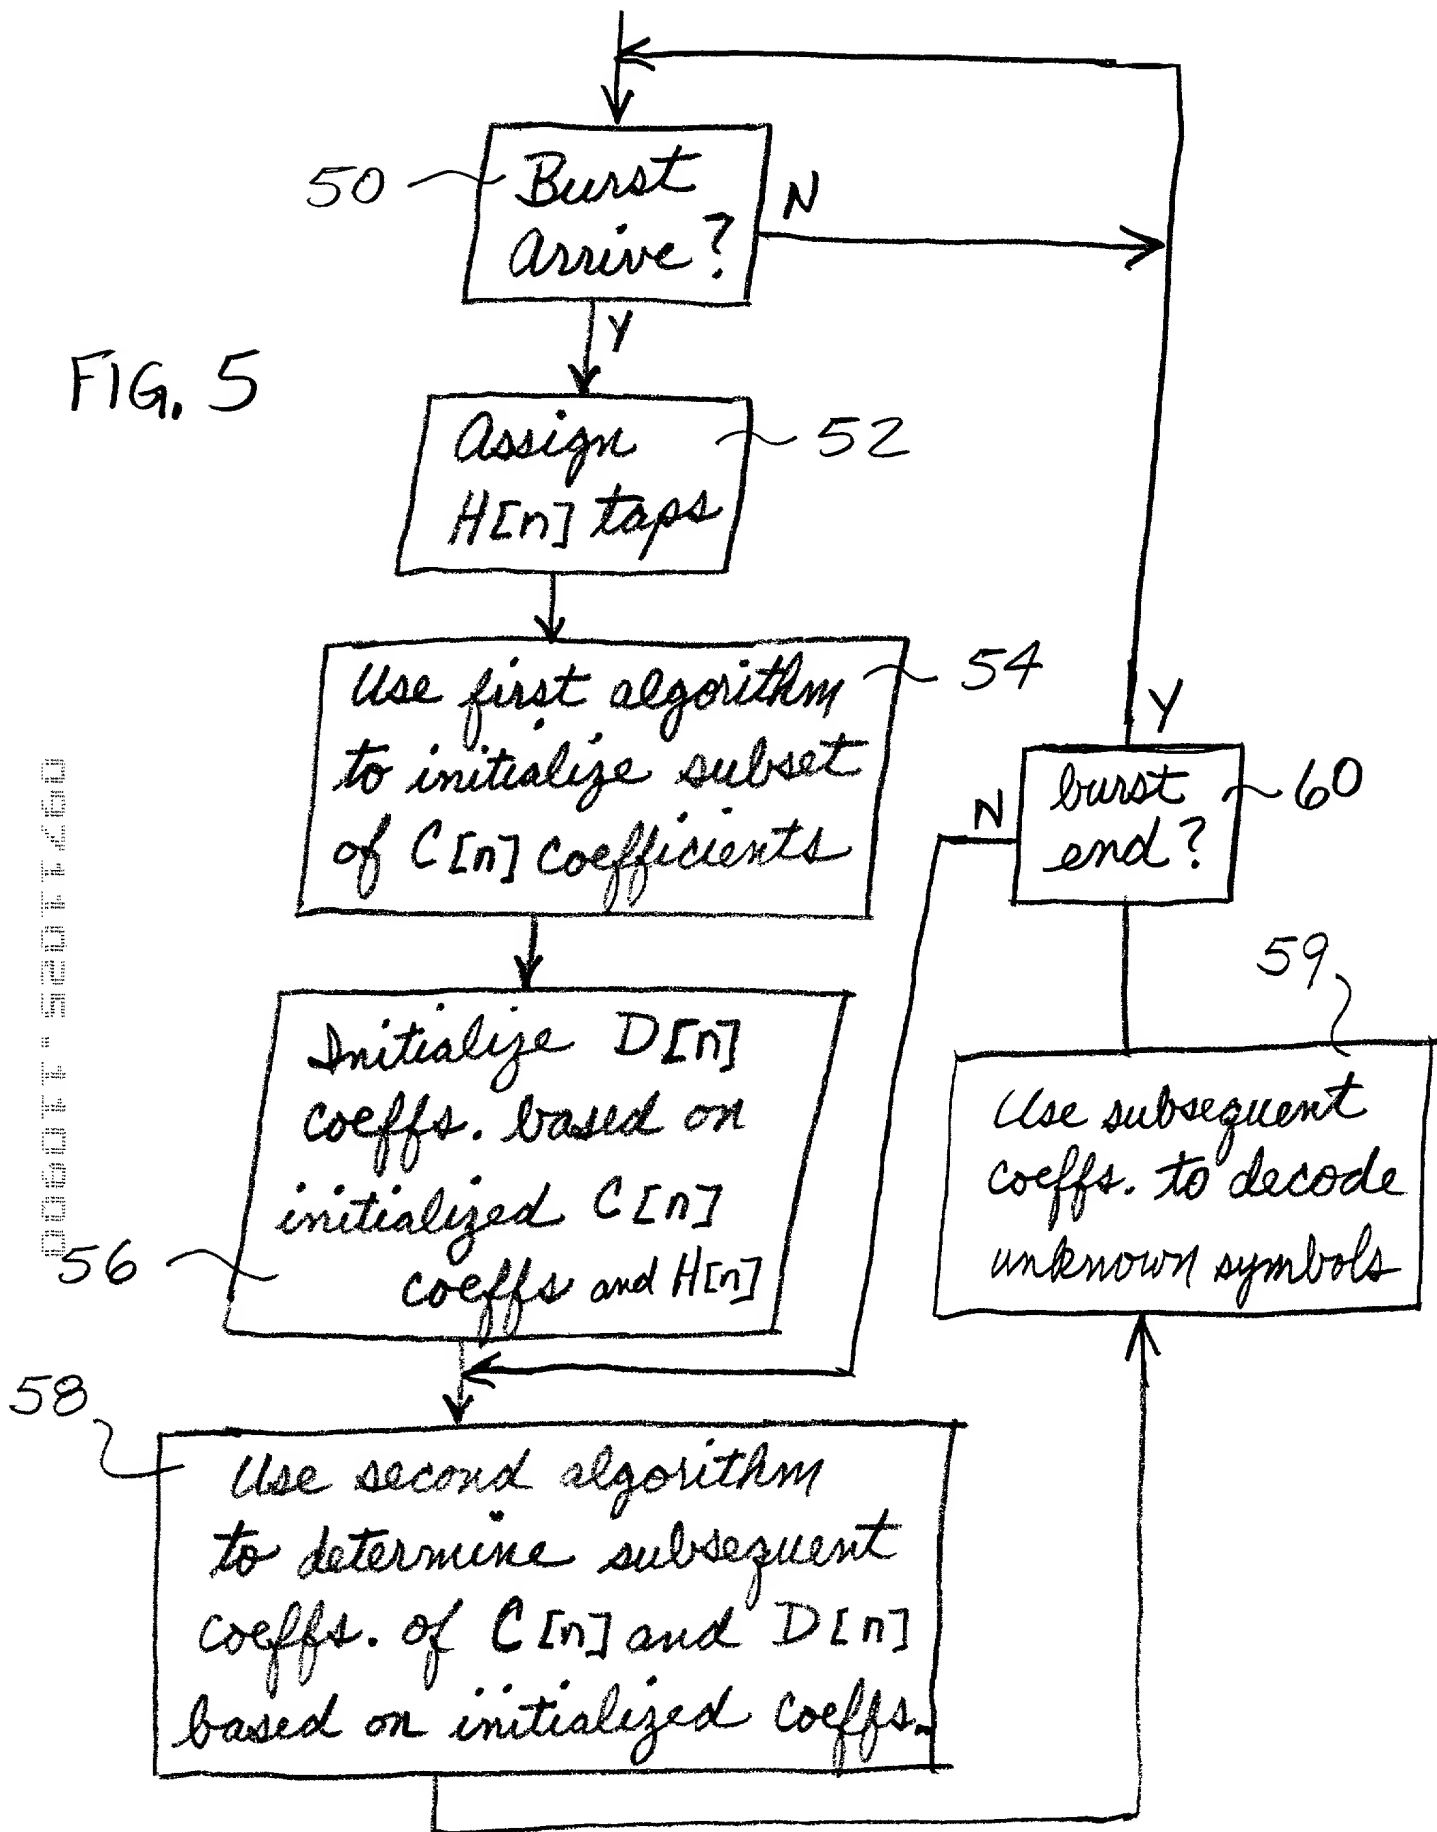 50
Burst
Arrive?
N
Y
FIG. 5
Assign
H[n] taps
52
Use first algorithm
to initialize subset
of C[n] coefficients
54
Initialize D[n]
coeffs. based on
initialized C[n]
coeffs and H[n]
56
58
Use second algorithm
to determine subsequent
coeffs. of C[n] and D[n]
based on initialized coeffs.
59
Use subsequent
coeffs. to decode
unknown symbols
Y
N
burst
end?
60